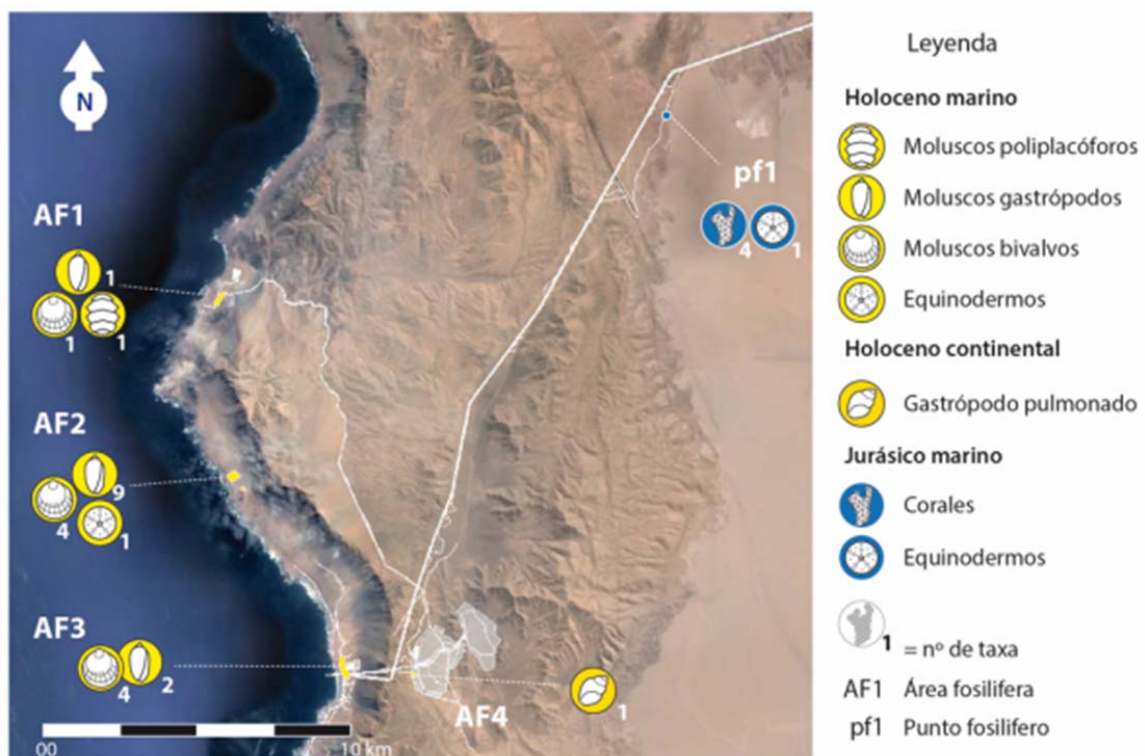 N
AF1
1
1
1
AF2
9
4
1
AF3
4
2
AF4
1
pf1
4
1
00
10 km
Leyenda
Holoceno marino
Moluscos poliplacóforos
Moluscos gastrópodos
Moluscos bivalvos
Equinodermos
Holoceno continental
Gastrópodo pulmonado
Jurásico marino
Corales
Equinodermos
1 = nº de taxa
AF1 Área fosilifera
pf1 Punto fosilifero